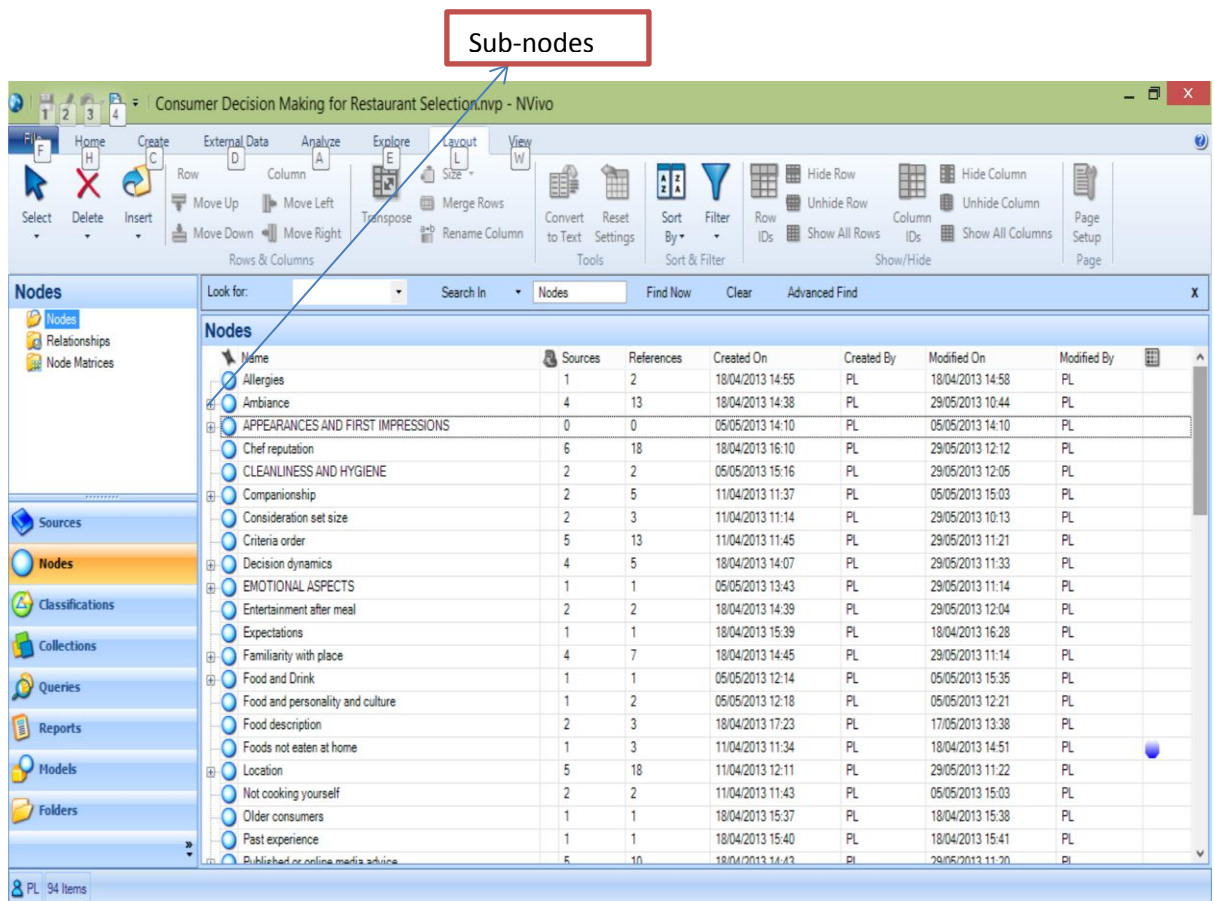 Sub-nodes
1 2 3 4 Consumer Decision Making for Restaurant Selection.nvp - NVivo
File Home Create External Data Analyze Explore Layout View
F H C D A E L W
Row Column Size Hide Row Hide Column
Move Up Move Left Merge Rows Unhide Row Unhide Column
Select Delete Insert Transpose Convert to Text Reset Settings Sort By Filter Row IDs Column IDs Page Setup
Move Down Move Right Rename Column Show All Rows Show All Columns
Rows & Columns Tools Sort & Filter Show/Hide Page
Nodes Look for: Search In Nodes Find Now Clear Advanced Find X
Nodes
Relationships
Node Matrices
Nodes
Name Sources References Created On Created By Modified On Modified By
Allergies 1 2 18/04/2013 14:55 PL 18/04/2013 14:58 PL
Ambiance 4 13 18/04/2013 14:38 PL 29/05/2013 10:44 PL
APPEARANCES AND FIRST IMPRESSIONS 0 0 05/05/2013 14:10 PL 05/05/2013 14:10 PL
Chef reputation 6 18 18/04/2013 16:10 PL 29/05/2013 12:12 PL
CLEANLINESS AND HYGIENE 2 2 05/05/2013 15:16 PL 29/05/2013 12:05 PL
Companionship 2 5 11/04/2013 11:37 PL 05/05/2013 15:03 PL
Consideration set size 2 3 11/04/2013 11:14 PL 29/05/2013 10:13 PL
Criteria order 5 13 11/04/2013 11:45 PL 29/05/2013 11:21 PL
Decision dynamics 4 5 18/04/2013 14:07 PL 29/05/2013 11:33 PL
EMOTIONAL ASPECTS 1 1 05/05/2013 13:43 PL 29/05/2013 11:14 PL
Entertainment after meal 2 2 18/04/2013 14:39 PL 29/05/2013 12:04 PL
Expectations 1 1 18/04/2013 15:39 PL 18/04/2013 16:28 PL
Familiarity with place 4 7 18/04/2013 14:45 PL 29/05/2013 11:14 PL
Food and Drink 1 1 05/05/2013 12:14 PL 05/05/2013 15:35 PL
Food and personality and culture 1 2 05/05/2013 12:18 PL 05/05/2013 12:21 PL
Food description 2 3 18/04/2013 17:23 PL 17/05/2013 13:38 PL
Foods not eaten at home 1 3 11/04/2013 11:34 PL 18/04/2013 14:51 PL
Location 5 18 11/04/2013 12:11 PL 29/05/2013 11:22 PL
Not cooking yourself 2 2 11/04/2013 11:43 PL 05/05/2013 15:03 PL
Older consumers 1 1 18/04/2013 15:37 PL 18/04/2013 15:38 PL
Past experience 1 1 18/04/2013 15:40 PL 18/04/2013 15:41 PL
Published or online media advice 5 10 18/04/2013 14:43 PL 29/05/2013 11:20 PL
Sources
Nodes
Classifications
Collections
Queries
Reports
Models
Folders
PL 94 Items